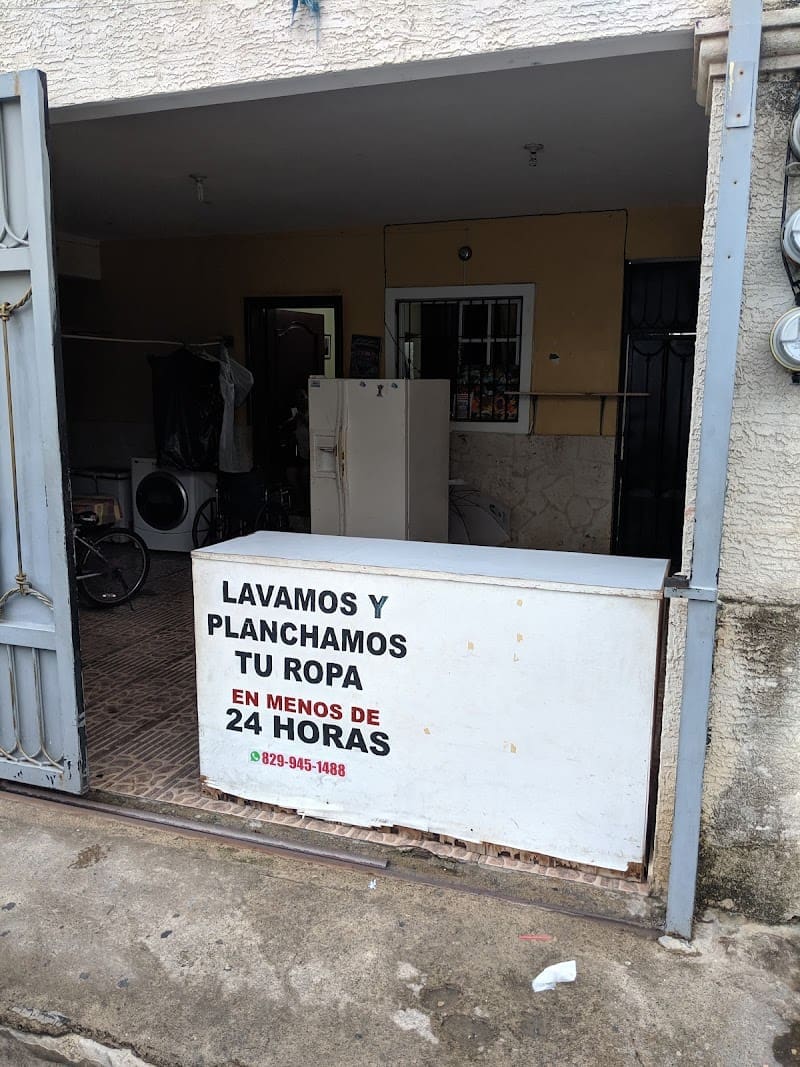 LAVAMOS Y
PLANCHAMOS
TU ROPA
EN MENOS DE
24 HORAS
829-945-1488